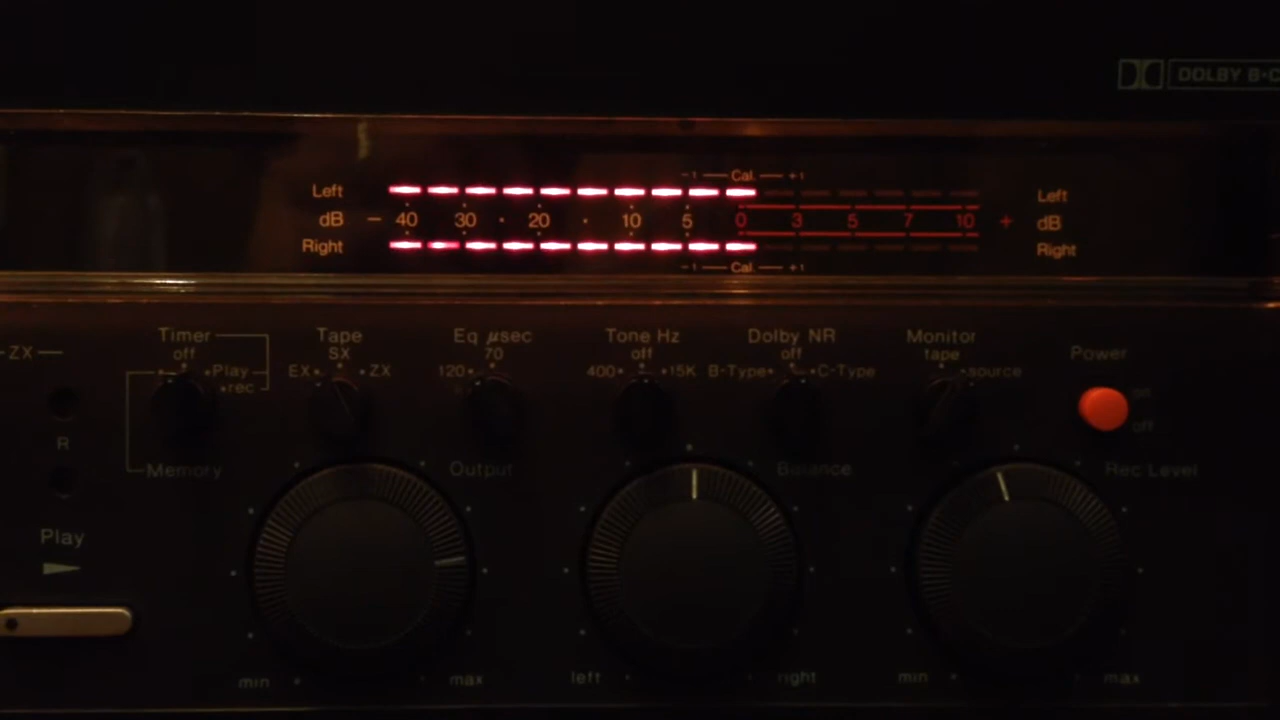 DOLBY B·C
-1 Cal. +1
Left Left
dB − 40 30 · 20 · 10 5 0 3 5 7 10 + dB
Right Right
-1 Cal. +1
ZX
Timer Tape Eq µsec Tone Hz Dolby NR Monitor Power
off SX 70 off off tape
Play EX ZX 120 400 15K B-Type C-Type source
rec on
off
R
Memory Output Balance Rec Level
Play
min max left right min max